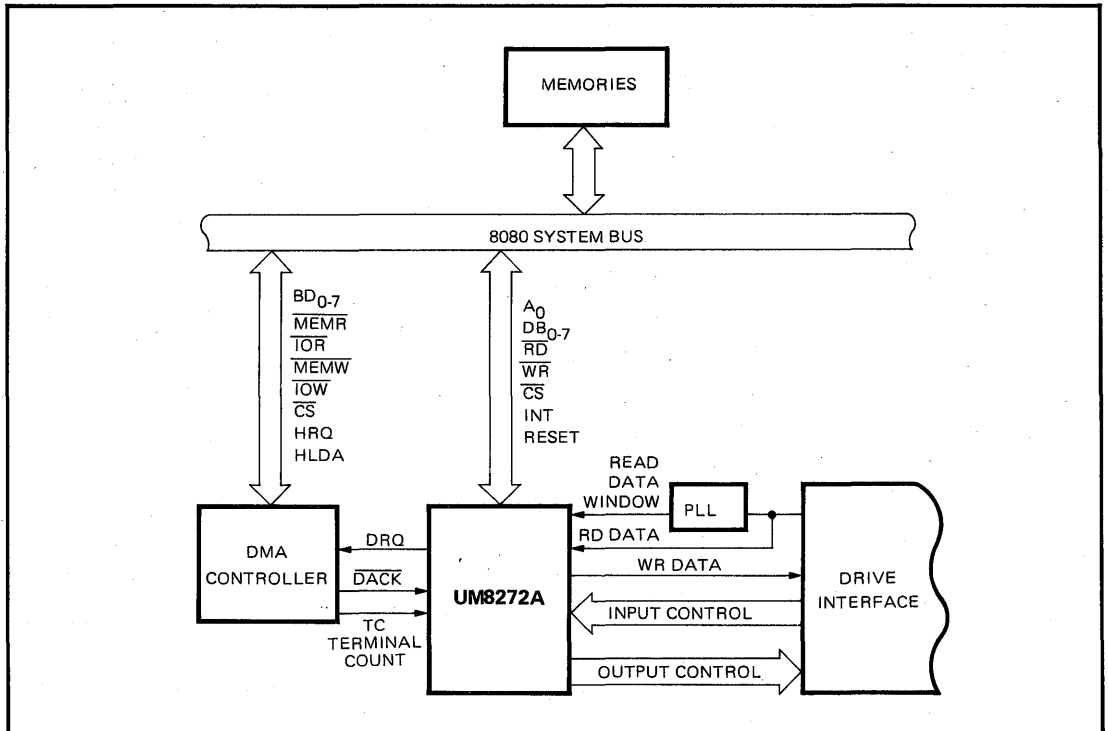 MEMORIES
8080 SYSTEM BUS
BD0-7
MEMR
IOR
MEMW
IOW
CS
HRQ
HLDA
A0
DB0-7
RD
WR
CS
INT
RESET
READ
DATA
WINDOW
PLL
RD DATA
WR DATA
INPUT CONTROL
OUTPUT CONTROL
DRIVE
INTERFACE
DMA
CONTROLLER
DRQ
DACK
TC
TERMINAL
COUNT
UM8272A